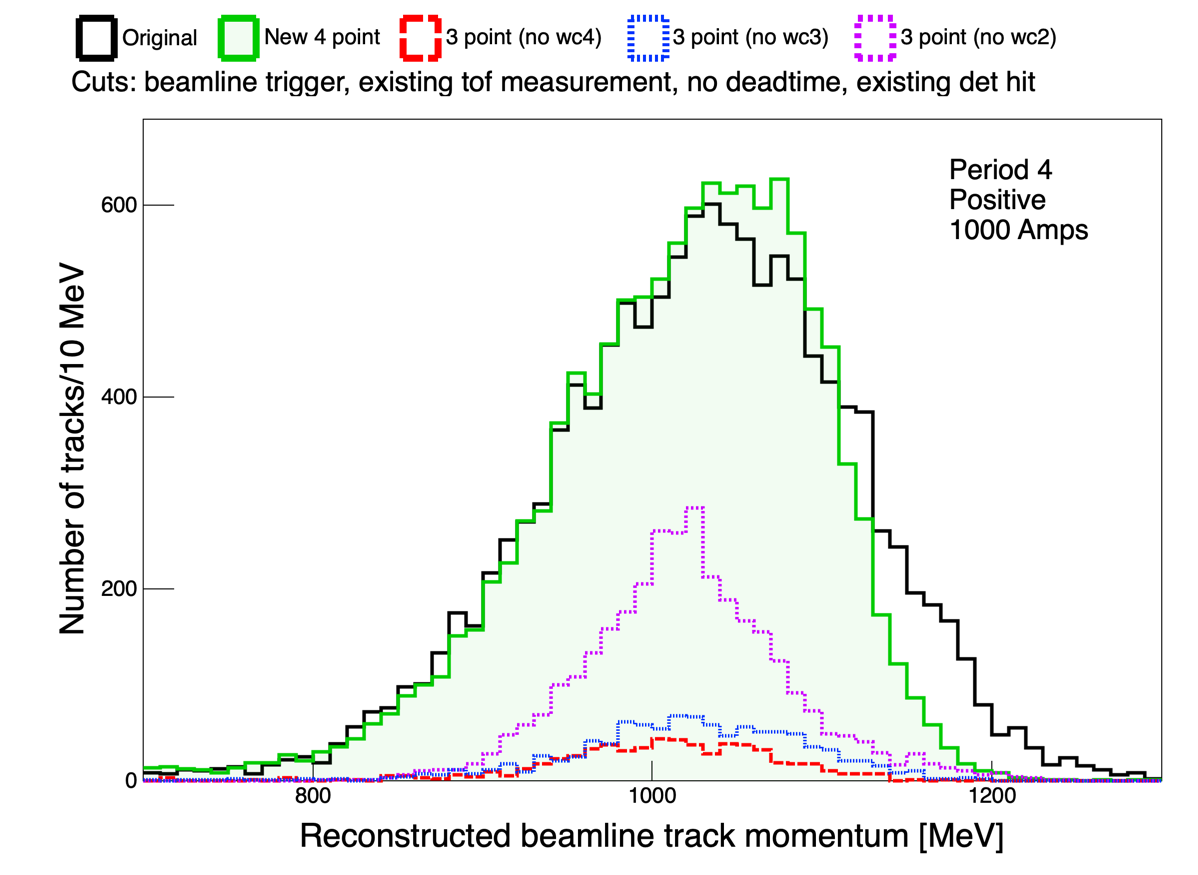 Original New 4 point 3 point (no wc4) 3 point (no wc3) 3 point (no wc2)
Cuts: beamline trigger, existing tof measurement, no deadtime, existing det hit
Period 4
Positive
1000 Amps
600
400
200
0
Number of tracks/10 MeV
800 1000 1200
Reconstructed beamline track momentum [MeV]